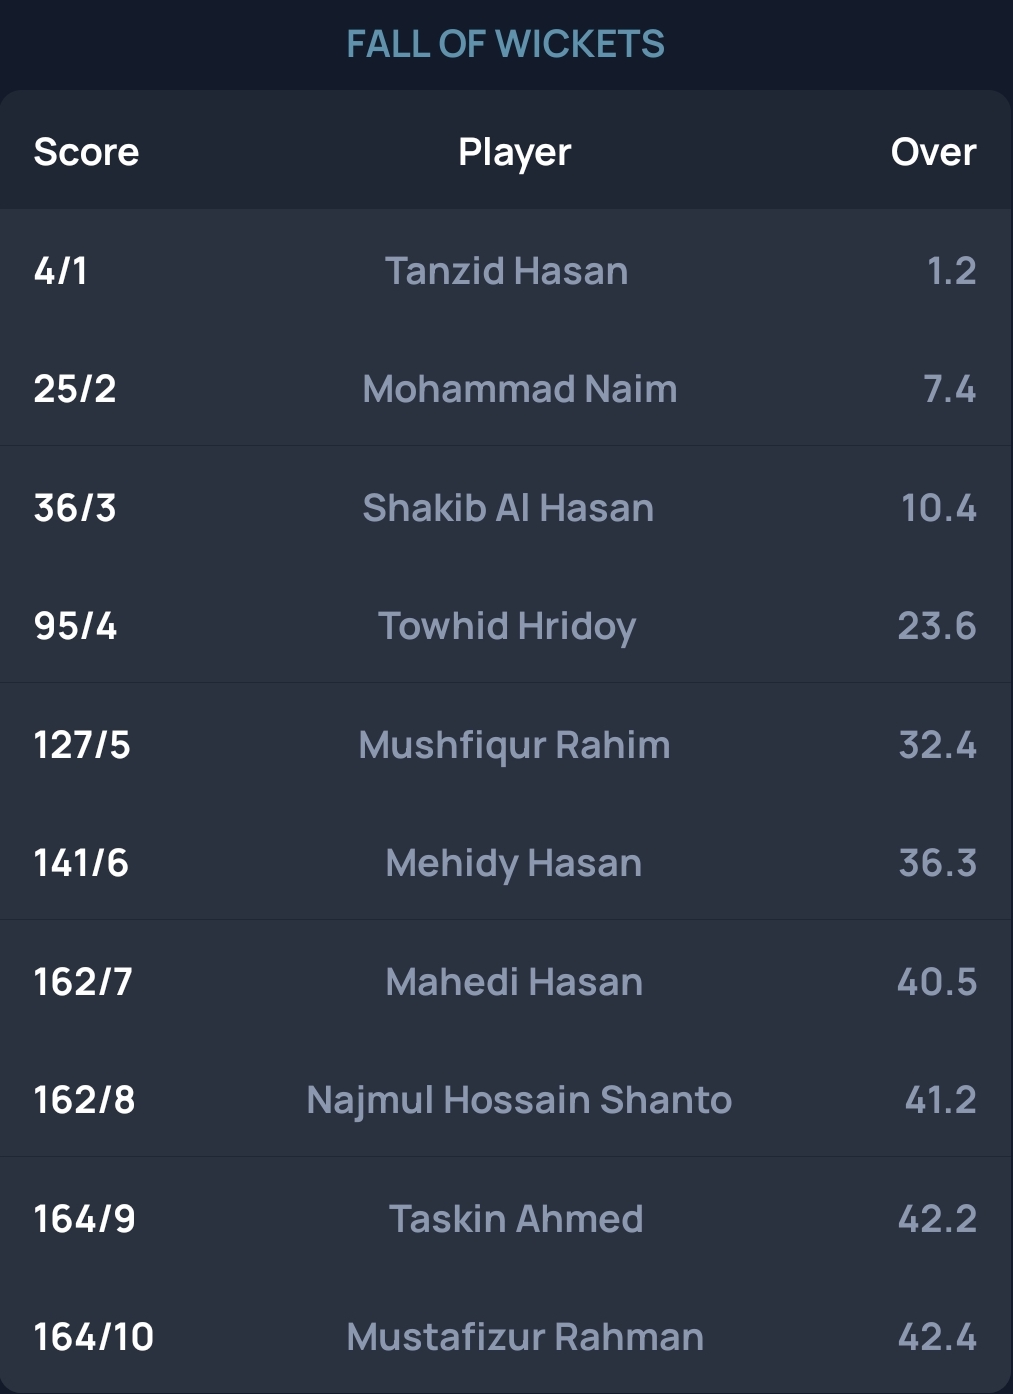 FALL OF WICKETS
Score Player Over
4/1 Tanzid Hasan 1.2
25/2 Mohammad Naim 7.4
36/3 Shakib Al Hasan 10.4
95/4 Towhid Hridoy 23.6
127/5 Mushfiqur Rahim 32.4
141/6 Mehidy Hasan 36.3
162/7 Mahedi Hasan 40.5
162/8 Najmul Hossain Shanto 41.2
164/9 Taskin Ahmed 42.2
164/10 Mustafizur Rahman 42.4